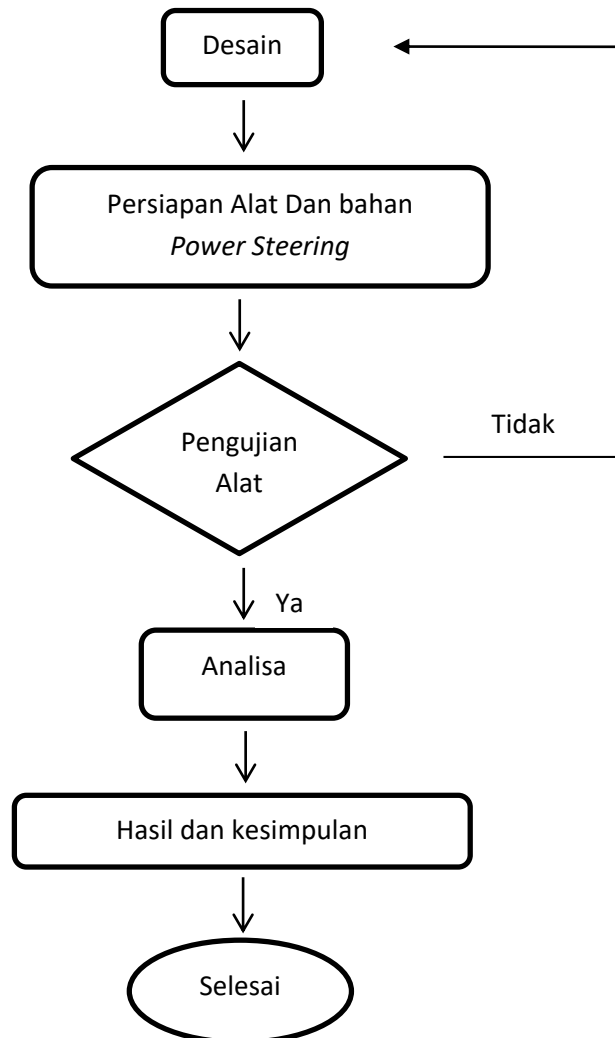 Desain
Persiapan Alat Dan bahan
Power Steering
Pengujian
Alat
Tidak
Ya
Analisa
Hasil dan kesimpulan
Selesai